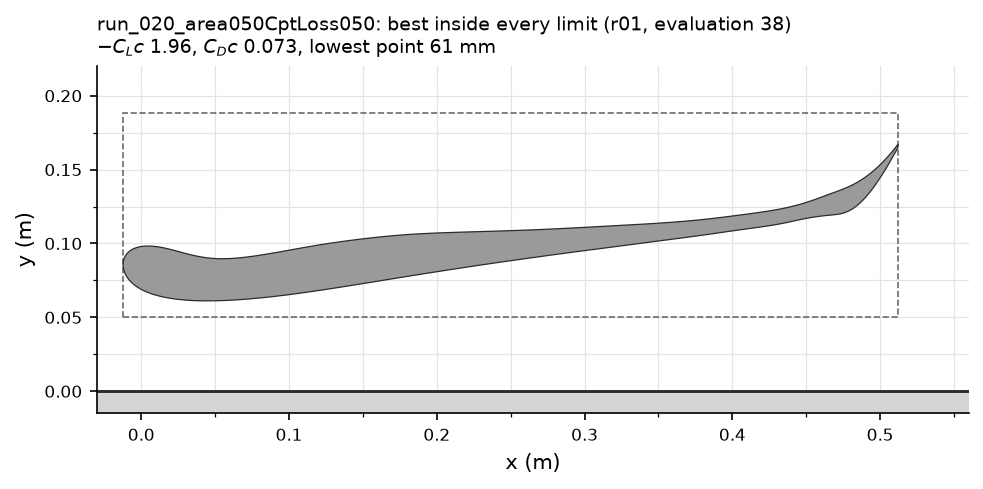 run_020_area050CptLoss050: best inside every limit (r01, evaluation 38)
−C_Lc 1.96, C_Dc 0.073, lowest point 61 mm
0.20
0.15
0.10
0.05
0.00
y (m)
0.0 0.1 0.2 0.3 0.4 0.5
x (m)